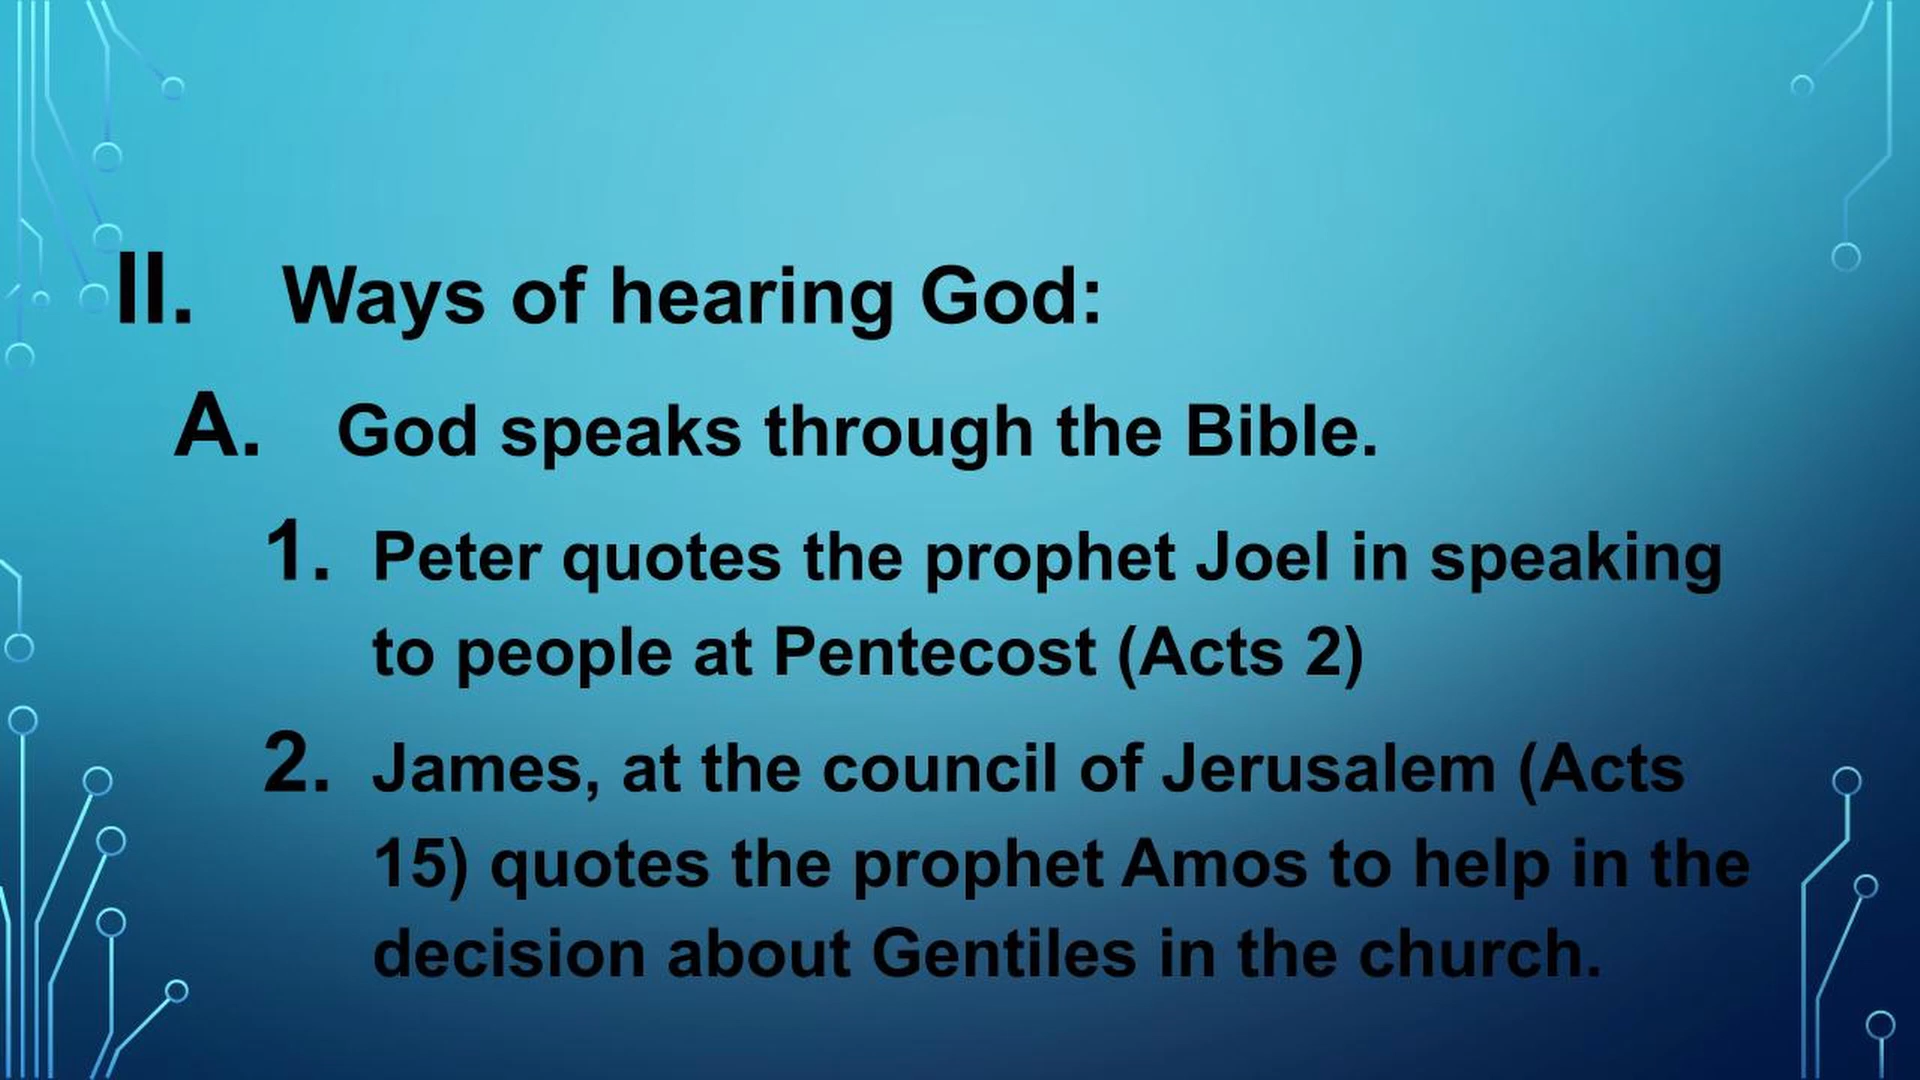 II. Ways of hearing God:
A. God speaks through the Bible.
1. Peter quotes the prophet Joel in speaking
to people at Pentecost (Acts 2)
2. James, at the council of Jerusalem (Acts
15) quotes the prophet Amos to help in the
decision about Gentiles in the church.